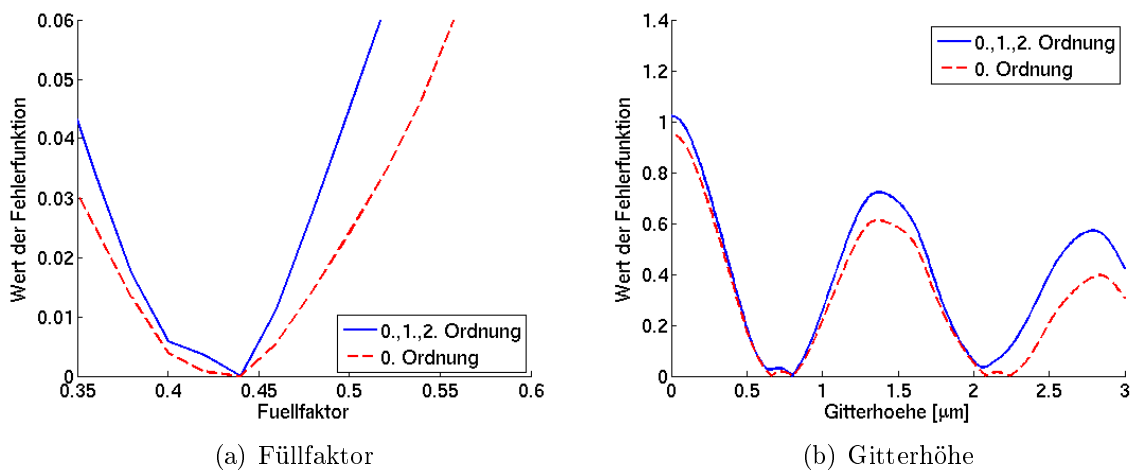 0.06
0.05
0.04
0.03
0.02
0.01
0
Wert der Fehlerfunktion
0.35
0.4
0.45
0.5
0.55
0.6
Fuellfaktor
0.,1.,2. Ordnung
0. Ordnung
(a) Füllfaktor
1.4
1.2
1
0.8
0.6
0.4
0.2
0
Wert der Fehlerfunktion
0
0.5
1
1.5
2
2.5
3
Gitterhoehe [µm]
0.,1.,2. Ordnung
0. Ordnung
(b) Gitterhöhe